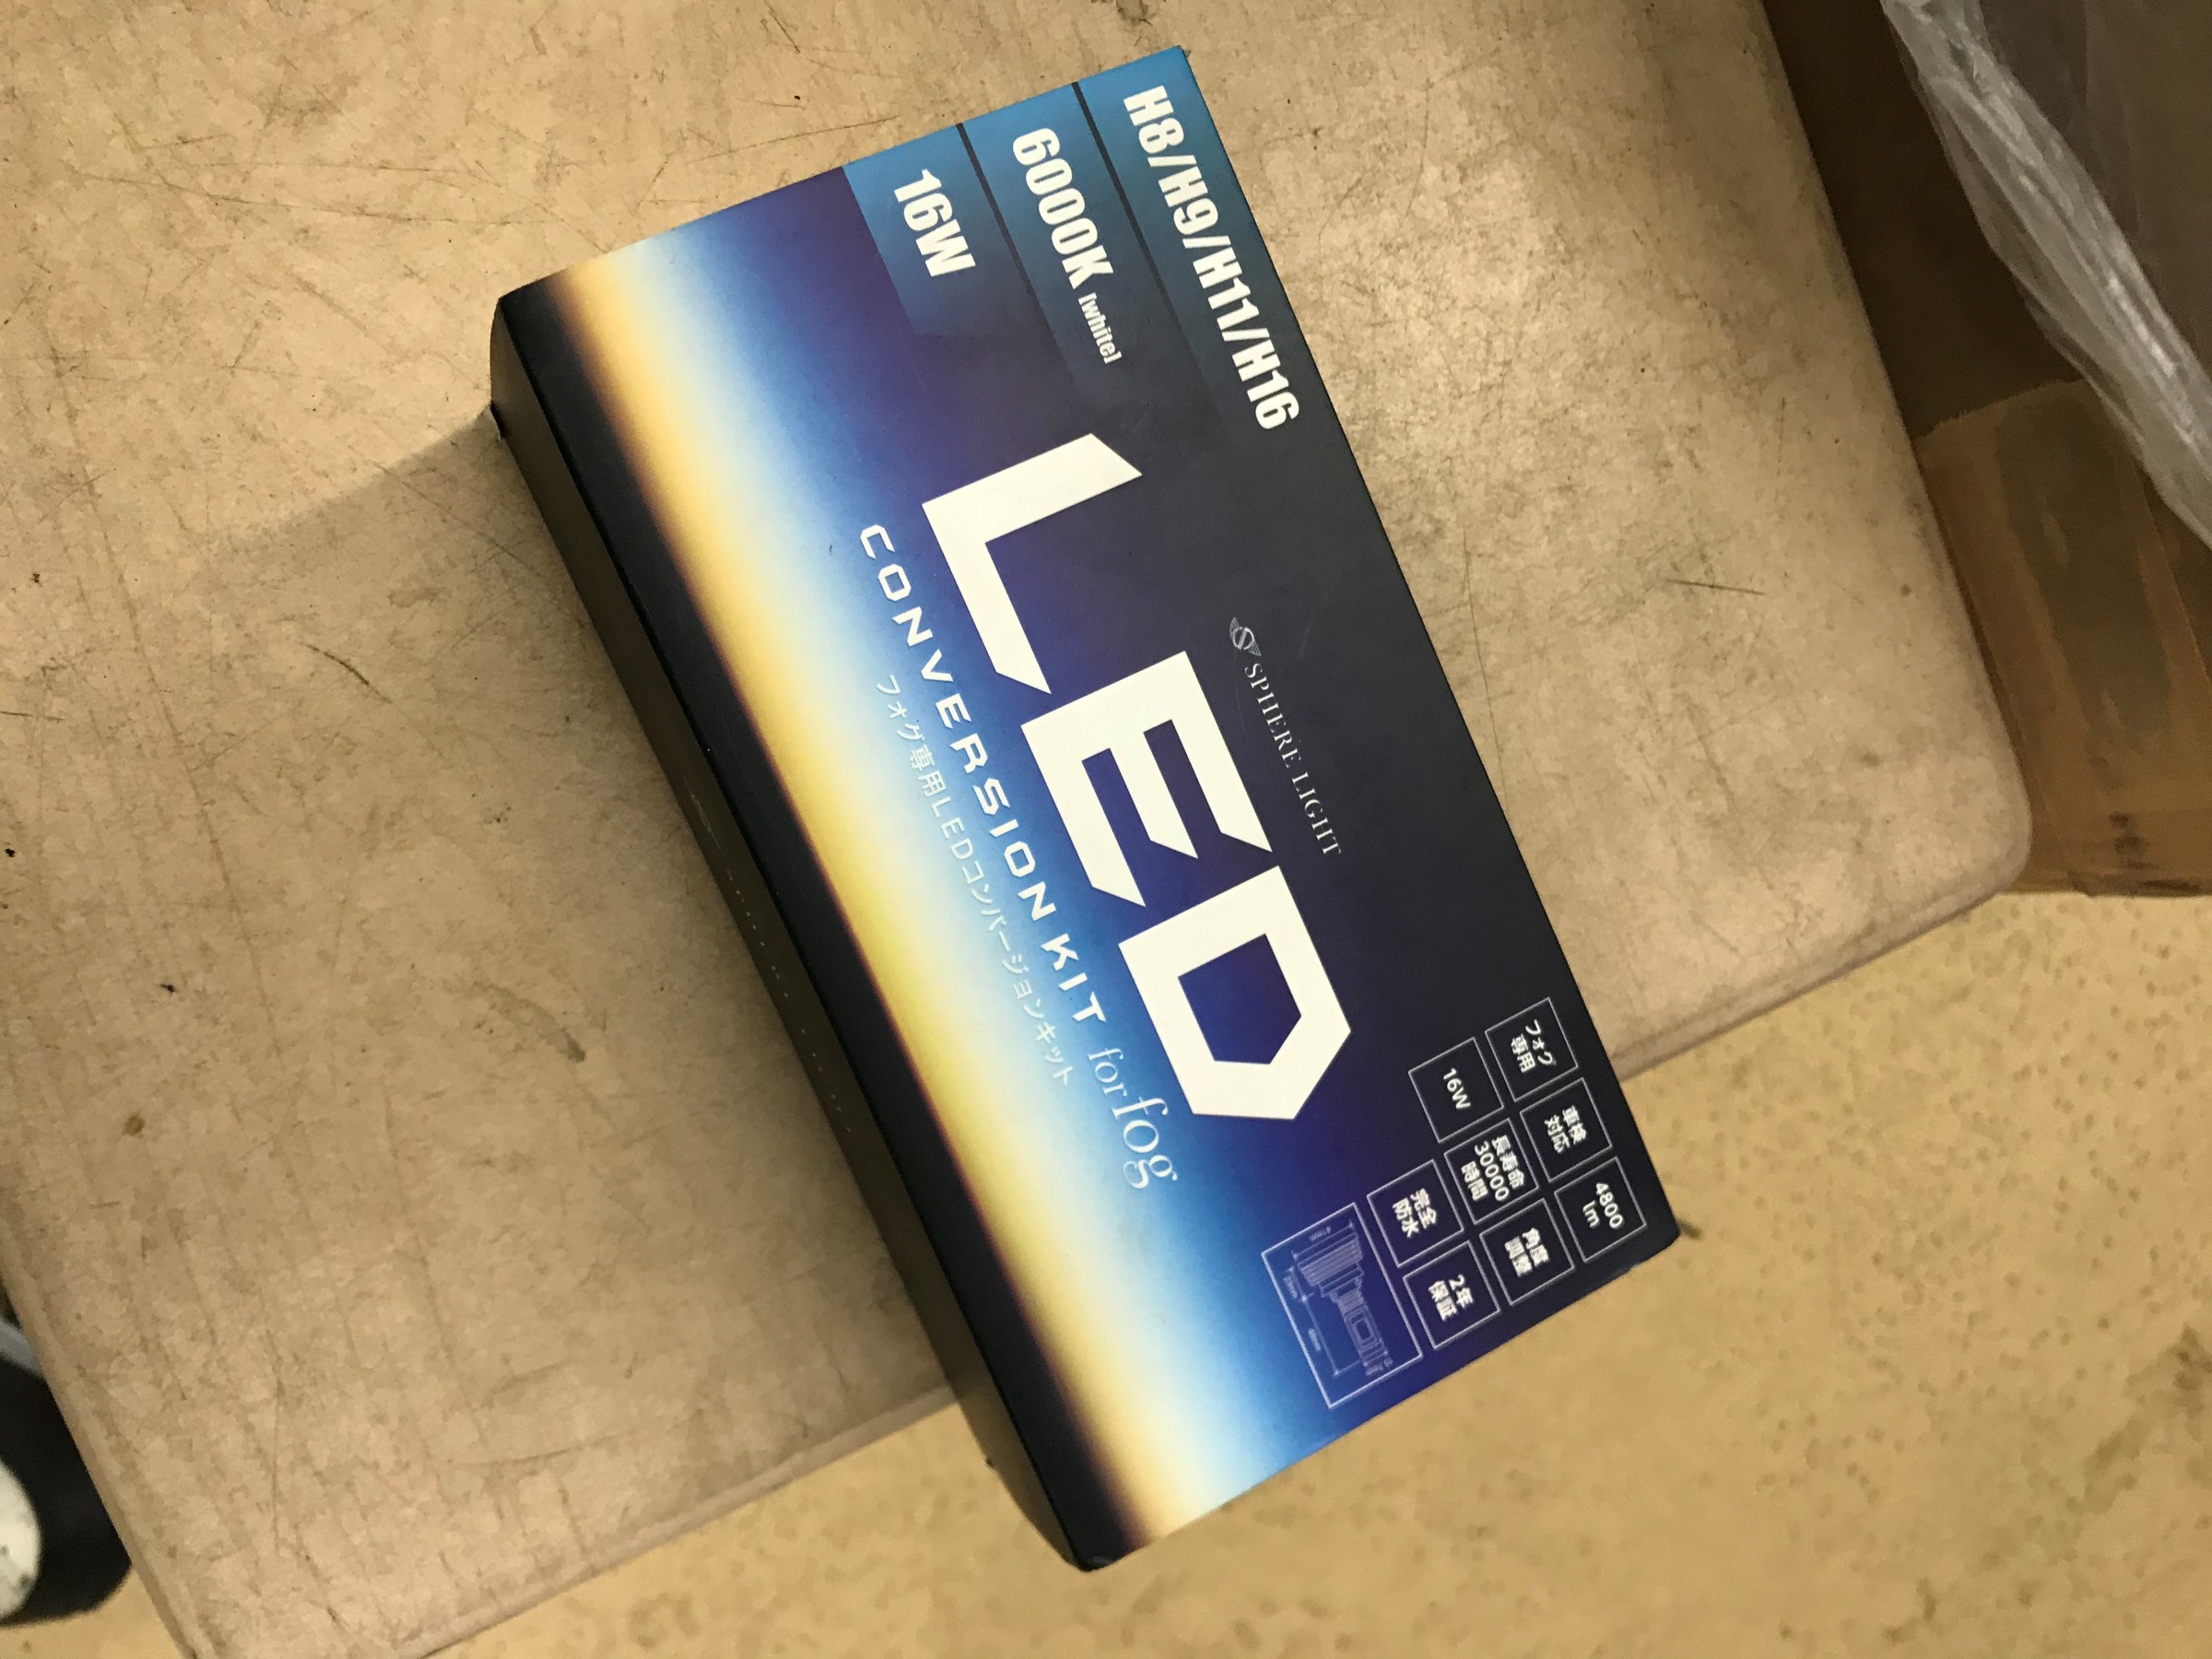 H8/H9/H11/H16
6000K [white]
16W
SPHERE LIGHT
LED
CONVERSION KIT for fog
フォグ専用LEDコンバージョンキット
フォグ
専用
車検
対応
4800
lm
16W
長寿命
30000
時間
角度
調整
完全
防水
2年
保証